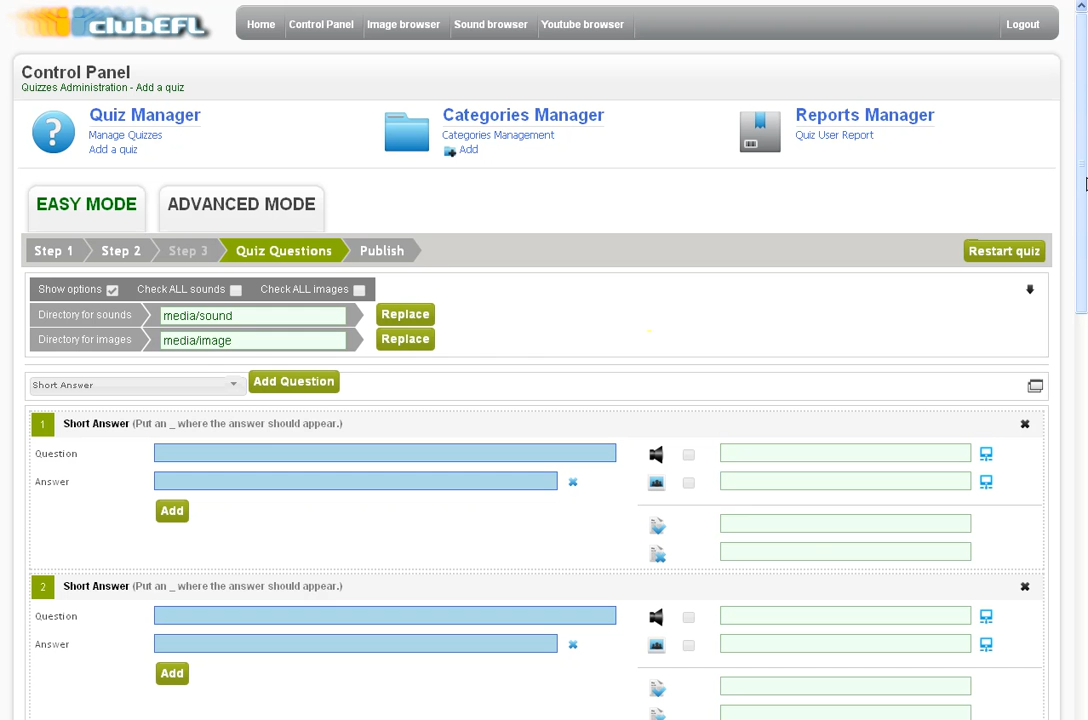 clubEFL
Home Control Panel Image browser Sound browser Youtube browser Logout
Control Panel
Quizzes Administration - Add a quiz
Quiz Manager
Manage Quizzes
Add a quiz
Categories Manager
Categories Management
Add
Reports Manager
Quiz User Report
EASY MODE ADVANCED MODE
Step 1 Step 2 Step 3 Quiz Questions Publish Restart quiz
Show options Check ALL sounds Check ALL images
Directory for sounds media/sound Replace
Directory for images media/image Replace
Short Answer Add Question
1 Short Answer (Put an _ where the answer should appear.)
Question
Answer
Add
2 Short Answer (Put an _ where the answer should appear.)
Question
Answer
Add